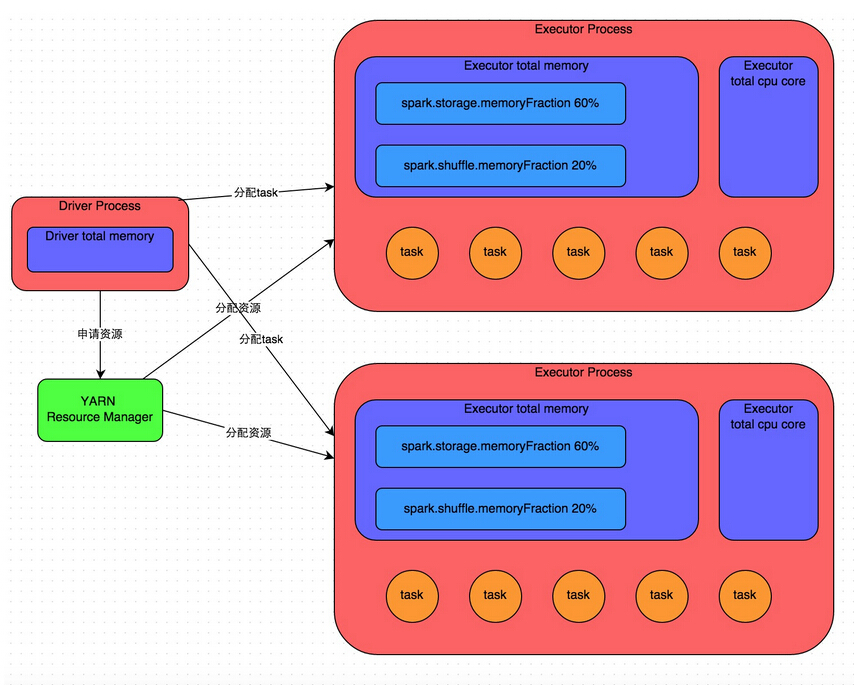 Executor Process
Executor total memory
Executor
total cpu core
spark.storage.memoryFraction 60%
spark.shuffle.memoryFraction 20%
分配task
Driver Process
Driver total memory
task
task
task
task
task
分配资源
申请资源
分配task
YARN
Resource Manager
分配资源
Executor Process
Executor total memory
Executor
total cpu core
spark.storage.memoryFraction 60%
spark.shuffle.memoryFraction 20%
task
task
task
task
task